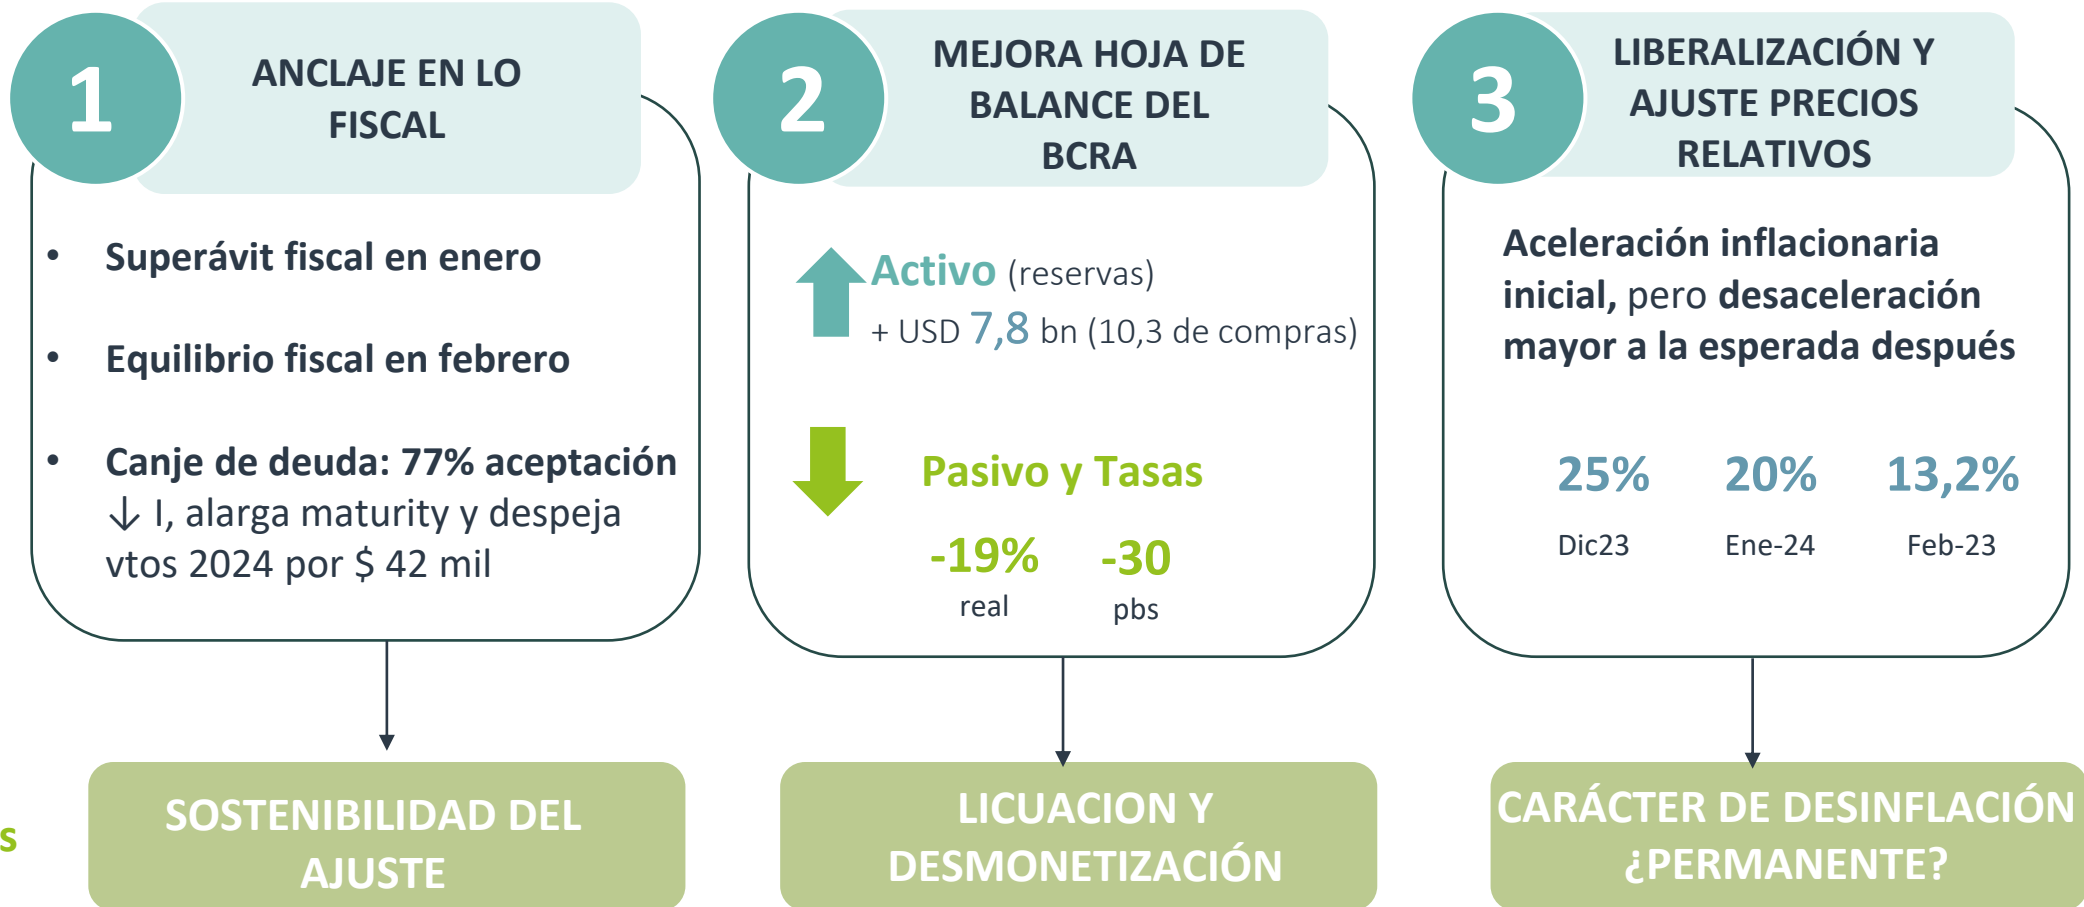 1
ANCLAJE EN LO
FISCAL
• Superávit fiscal en enero
• Equilibrio fiscal en febrero
• Canje de deuda: 77% aceptación
↓ I, alarga maturity y despeja
vtos 2024 por $ 42 mil
SOSTENIBILIDAD DEL
AJUSTE
2
MEJORA HOJA DE
BALANCE DEL
BCRA
Activo (reservas)
+ USD 7,8 bn (10,3 de compras)
Pasivo y Tasas
-19% -30
real pbs
LICUACION Y
DESMONETIZACIÓN
3
LIBERALIZACIÓN Y
AJUSTE PRECIOS
RELATIVOS
Aceleración inflacionaria
inicial, pero desaceleración
mayor a la esperada después
25% 20% 13,2%
Dic23 Ene-24 Feb-23
CARÁCTER DE DESINFLACIÓN
¿PERMANENTE?